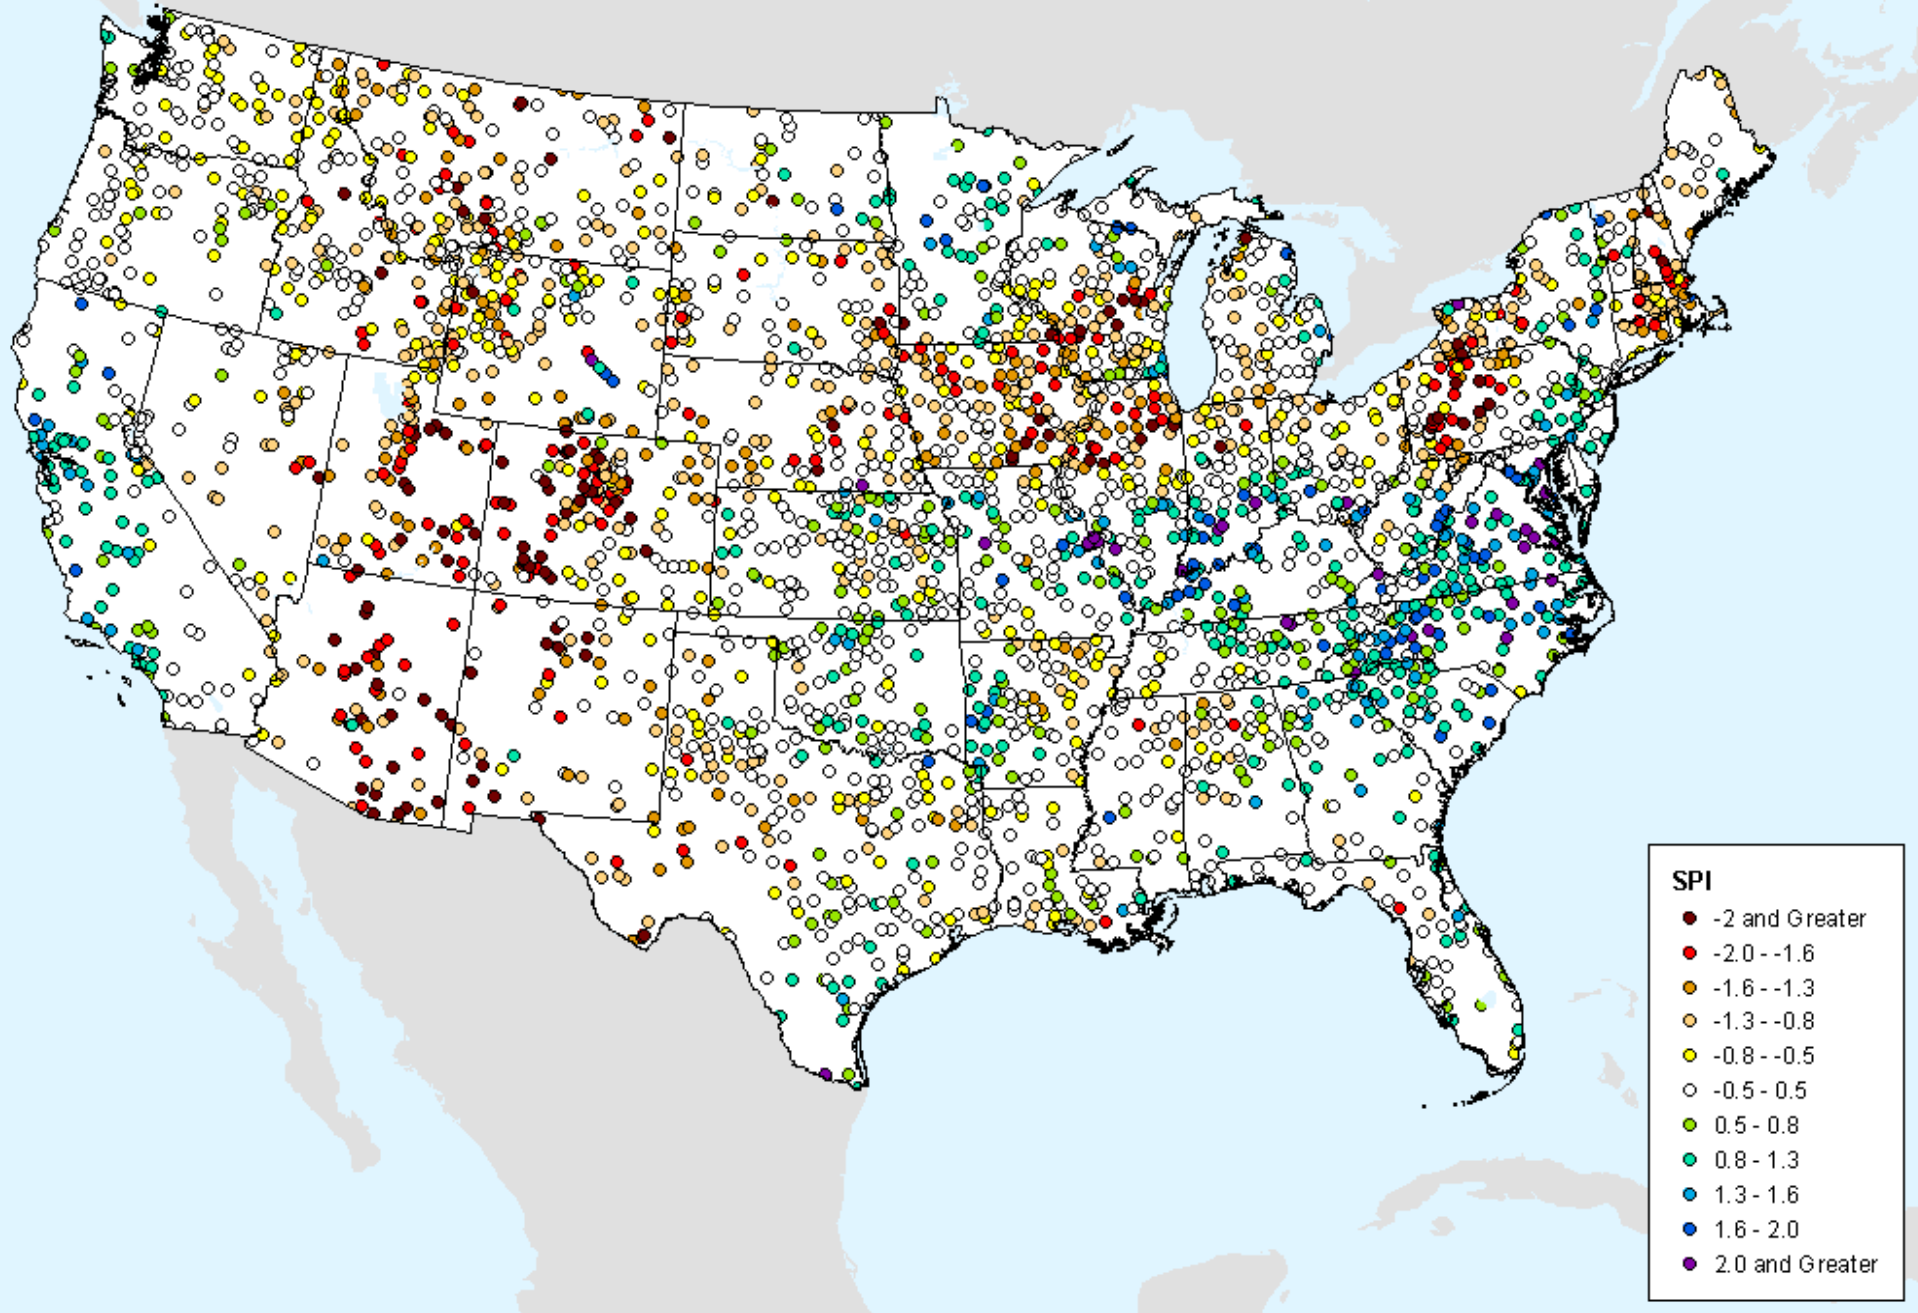 SPI
-2 and Greater
-2.0 - -1.6
-1.6 - -1.3
-1.3 - -0.8
-0.8 - -0.5
-0.5 - 0.5
0.5 - 0.8
0.8 - 1.3
1.3 - 1.6
1.6 - 2.0
2.0 and Greater